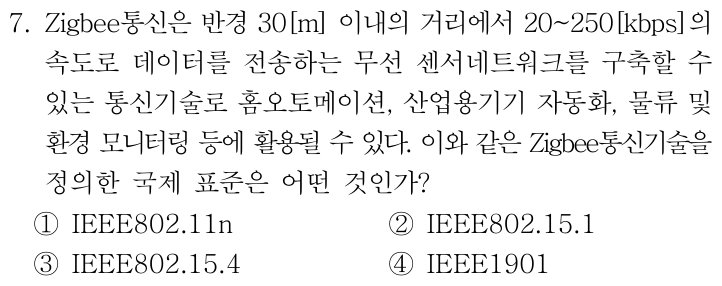 7. Zigbee통신은 반경 30[m] 이내의 거리에서 20~250[kbps]의
속도로 데이터를 전송하는 무선 센서네트워크를 구축할 수
있는 통신기술로 홈오토메이션, 산업용기기 자동화, 물류 및
환경 모니터링 등에 활용될 수 있다. 이와 같은 Zigbee통신기술을
정의한 국제 표준은 어떤 것인가?
① IEEE802.11n ② IEEE802.15.1
③ IEEE802.15.4 ④ IEEE1901